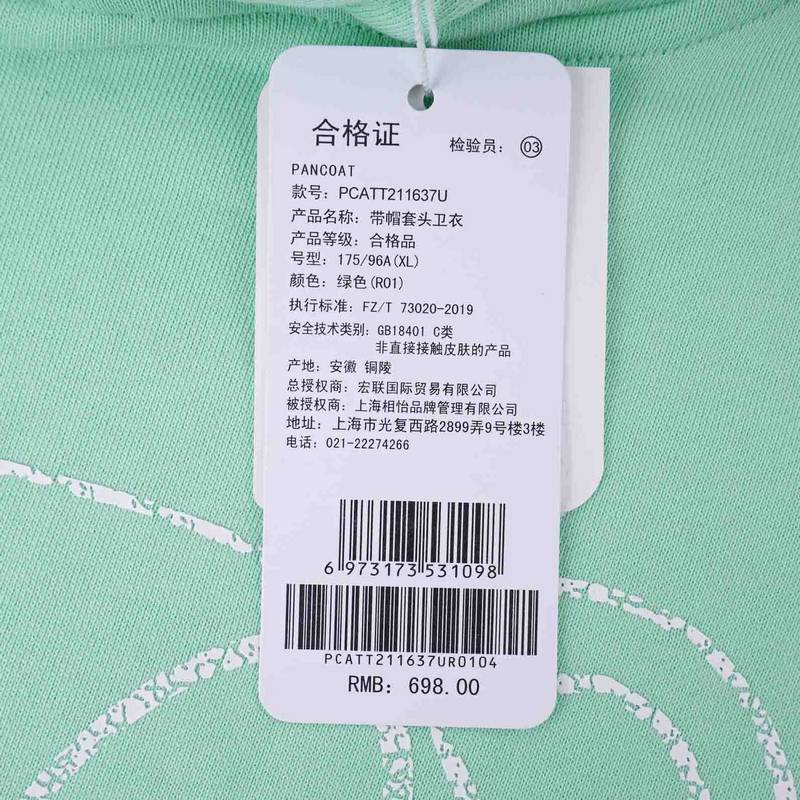 合格证 检验员： 03
PANCOAT
款号：PCATT211637U
产品名称：带帽套头卫衣
产品等级：合格品
号型：175/96A(XL)
颜色：绿色(R01)
执行标准：FZ/T 73020-2019
安全技术类别：GB18401 C类
非直接接触皮肤的产品
产地：安徽 铜陵
总授权商：宏联国际贸易有限公司
被授权商：上海相怡品牌管理有限公司
地址：上海市光复西路2899弄9号楼3楼
电话：021-22274266
6 973173 531098
PCATT211637UR0104
RMB：698.00